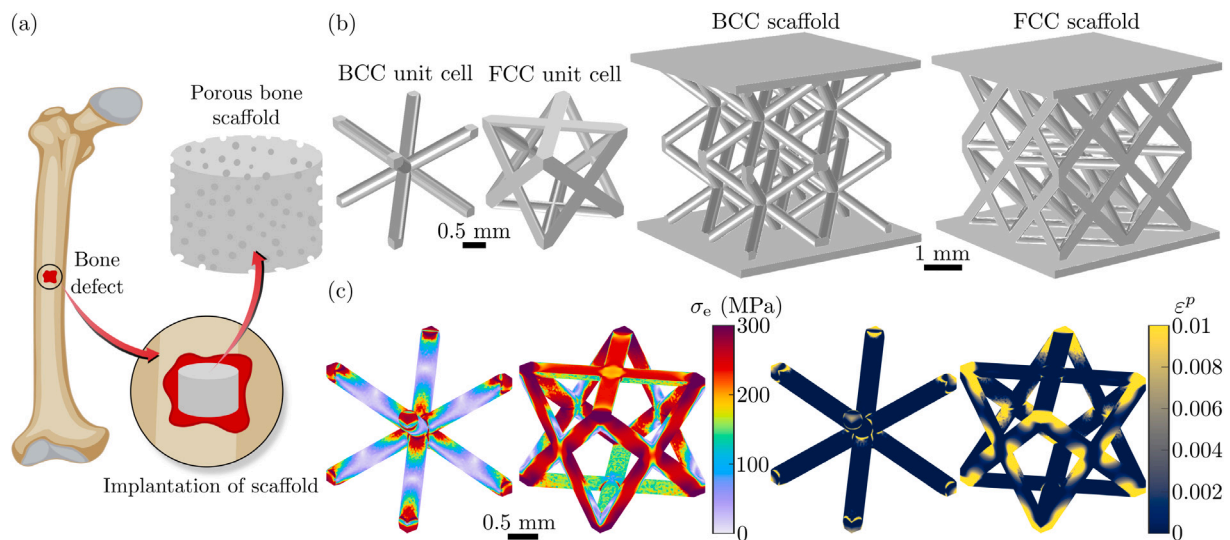 (a)
Porous bone
scaffold
Bone
defect
Implantation of scaffold
(b)
BCC unit cell
FCC unit cell
0.5 mm
BCC scaffold
FCC scaffold
1 mm
(c)
σₑ (MPa)
300
200
100
0
0.5 mm
εᵖ
0.01
0.008
0.006
0.004
0.002
0